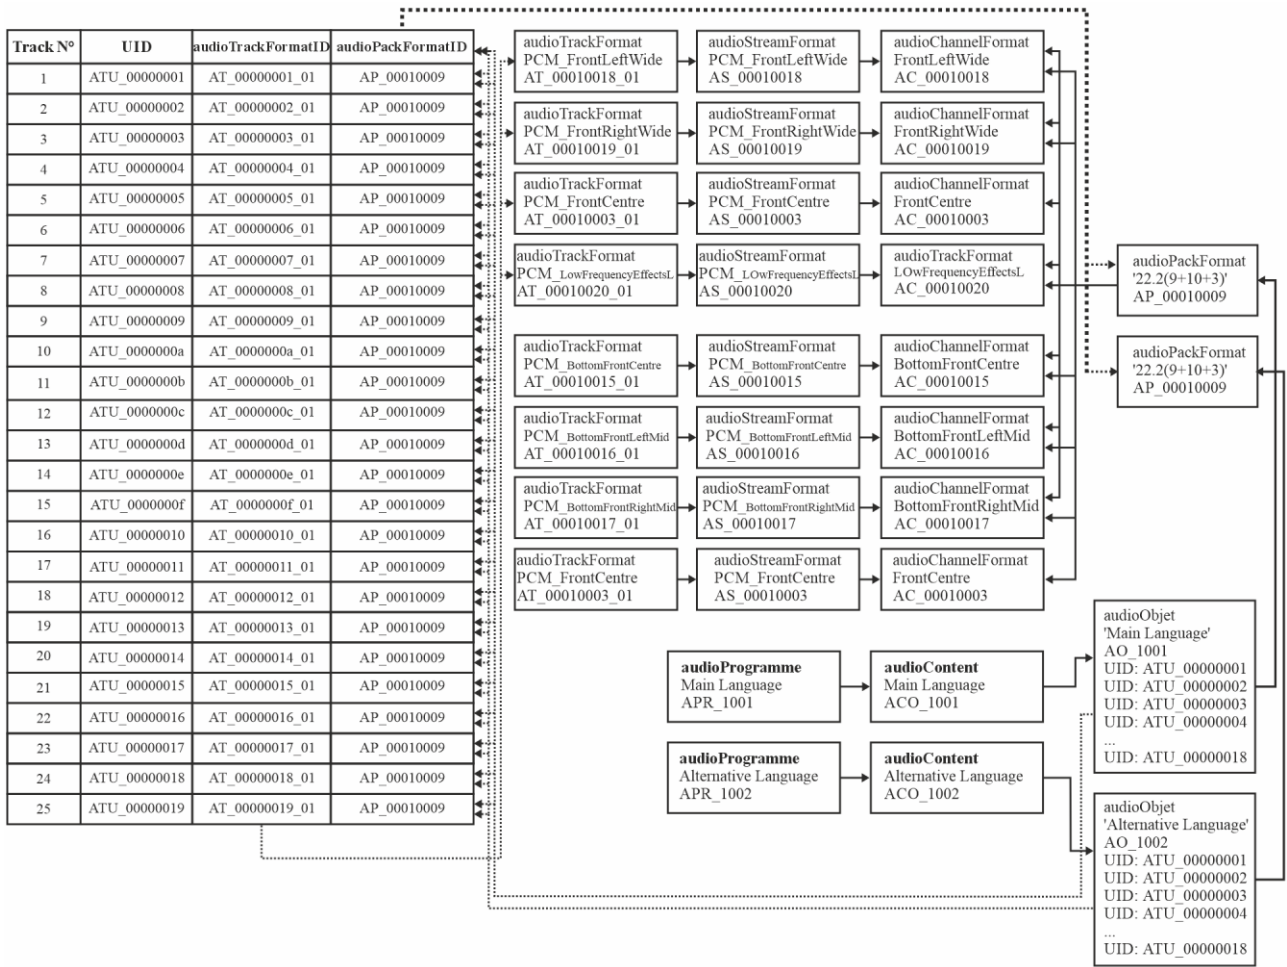 Track N° UID audioTrackFormatID audioPackFormatID
1 ATU_00000001 AT_00000001_01 AP_00010009
2 ATU_00000002 AT_00000002_01 AP_00010009
3 ATU_00000003 AT_00000003_01 AP_00010009
4 ATU_00000004 AT_00000004_01 AP_00010009
5 ATU_00000005 AT_00000005_01 AP_00010009
6 ATU_00000006 AT_00000006_01 AP_00010009
7 ATU_00000007 AT_00000007_01 AP_00010009
8 ATU_00000008 AT_00000008_01 AP_00010009
9 ATU_00000009 AT_00000009_01 AP_00010009
10 ATU_0000000a AT_0000000a_01 AP_00010009
11 ATU_0000000b AT_0000000b_01 AP_00010009
12 ATU_0000000c AT_0000000c_01 AP_00010009
13 ATU_0000000d AT_0000000d_01 AP_00010009
14 ATU_0000000e AT_0000000e_01 AP_00010009
15 ATU_0000000f AT_0000000f_01 AP_00010009
16 ATU_00000010 AT_00000010_01 AP_00010009
17 ATU_00000011 AT_00000011_01 AP_00010009
18 ATU_00000012 AT_00000012_01 AP_00010009
19 ATU_00000013 AT_00000013_01 AP_00010009
20 ATU_00000014 AT_00000014_01 AP_00010009
21 ATU_00000015 AT_00000015_01 AP_00010009
22 ATU_00000016 AT_00000016_01 AP_00010009
23 ATU_00000017 AT_00000017_01 AP_00010009
24 ATU_00000018 AT_00000018_01 AP_00010009
25 ATU_00000019 AT_00000019_01 AP_00010009
audioTrackFormat
PCM_FrontLeftWide
AT_00010018_01
audioStreamFormat
PCM_FrontLeftWide
AS_00010018
audioChannelFormat
FrontLeftWide
AC_00010018
audioTrackFormat
PCM_FrontRightWide
AT_00010019_01
audioStreamFormat
PCM_FrontRightWide
AS_00010019
audioChannelFormat
FrontRightWide
AC_00010019
audioTrackFormat
PCM_FrontCentre
AT_00010003_01
audioStreamFormat
PCM_FrontCentre
AS_00010003
audioChannelFormat
FrontCentre
AC_00010003
audioTrackFormat
PCM_LowFrequencyEffectsL
AT_00010020_01
audioStreamFormat
PCM_LOwFrequencyEffectsL
AS_00010020
audioTrackFormat
LOwFrequencyEffectsL
AC_00010020
audioTrackFormat
PCM_BottomFrontCentre
AT_00010015_01
audioStreamFormat
PCM_BottomFrontCentre
AS_00010015
audioChannelFormat
BottomFrontCentre
AC_00010015
audioTrackFormat
PCM_BottomFrontLeftMid
AT_00010016_01
audioStreamFormat
PCM_BottomFrontLeftMid
AS_00010016
audioChannelFormat
BottomFrontLeftMid
AC_00010016
audioTrackFormat
PCM_BottomFrontRightMid
AT_00010017_01
audioStreamFormat
PCM_BottomFrontRightMid
AS_00010017
audioChannelFormat
BottomFrontRightMid
AC_00010017
audioTrackFormat
PCM_FrontCentre
AT_00010003_01
audioStreamFormat
PCM_FrontCentre
AS_00010003
audioChannelFormat
FrontCentre
AC_00010003
audioPackFormat
'22.2(9+10+3)'
AP_00010009
audioPackFormat
'22.2(9+10+3)'
AP_00010009
audioProgramme
Main Language
APR_1001
audioContent
Main Language
ACO_1001
audioObjet
'Main Language'
AO_1001
UID: ATU_00000001
UID: ATU_00000002
UID: ATU_00000003
UID: ATU_00000004
...
UID: ATU_00000018
audioProgramme
Alternative Language
APR_1002
audioContent
Alternative Language
ACO_1002
audioObjet
'Alternative Language'
AO_1002
UID: ATU_00000001
UID: ATU_00000002
UID: ATU_00000003
UID: ATU_00000004
...
UID: ATU_00000018